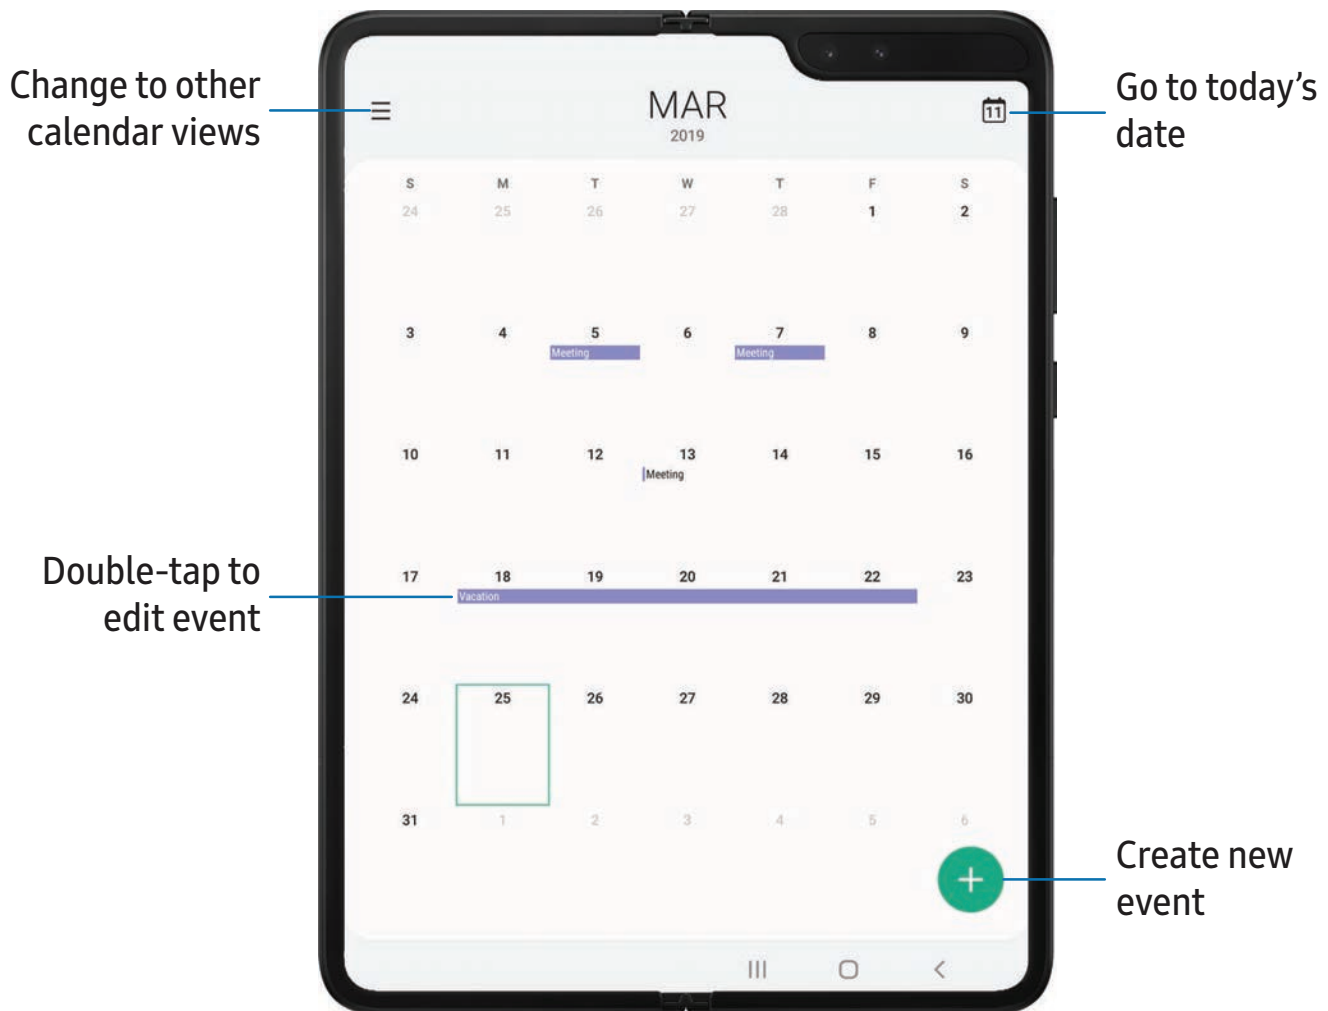 Change to other
calendar views
MAR
2019
11
Go to today’s
date
S M T W T F S
24 25 26 27 28 1 2
3 4 5 6 7 8 9
Meeting Meeting
10 11 12 13 14 15 16
Meeting
Double-tap to
edit event
17 18 19 20 21 22 23
Vacation
24 25 26 27 28 29 30
31 1 2 3 4 5 6
Create new
event